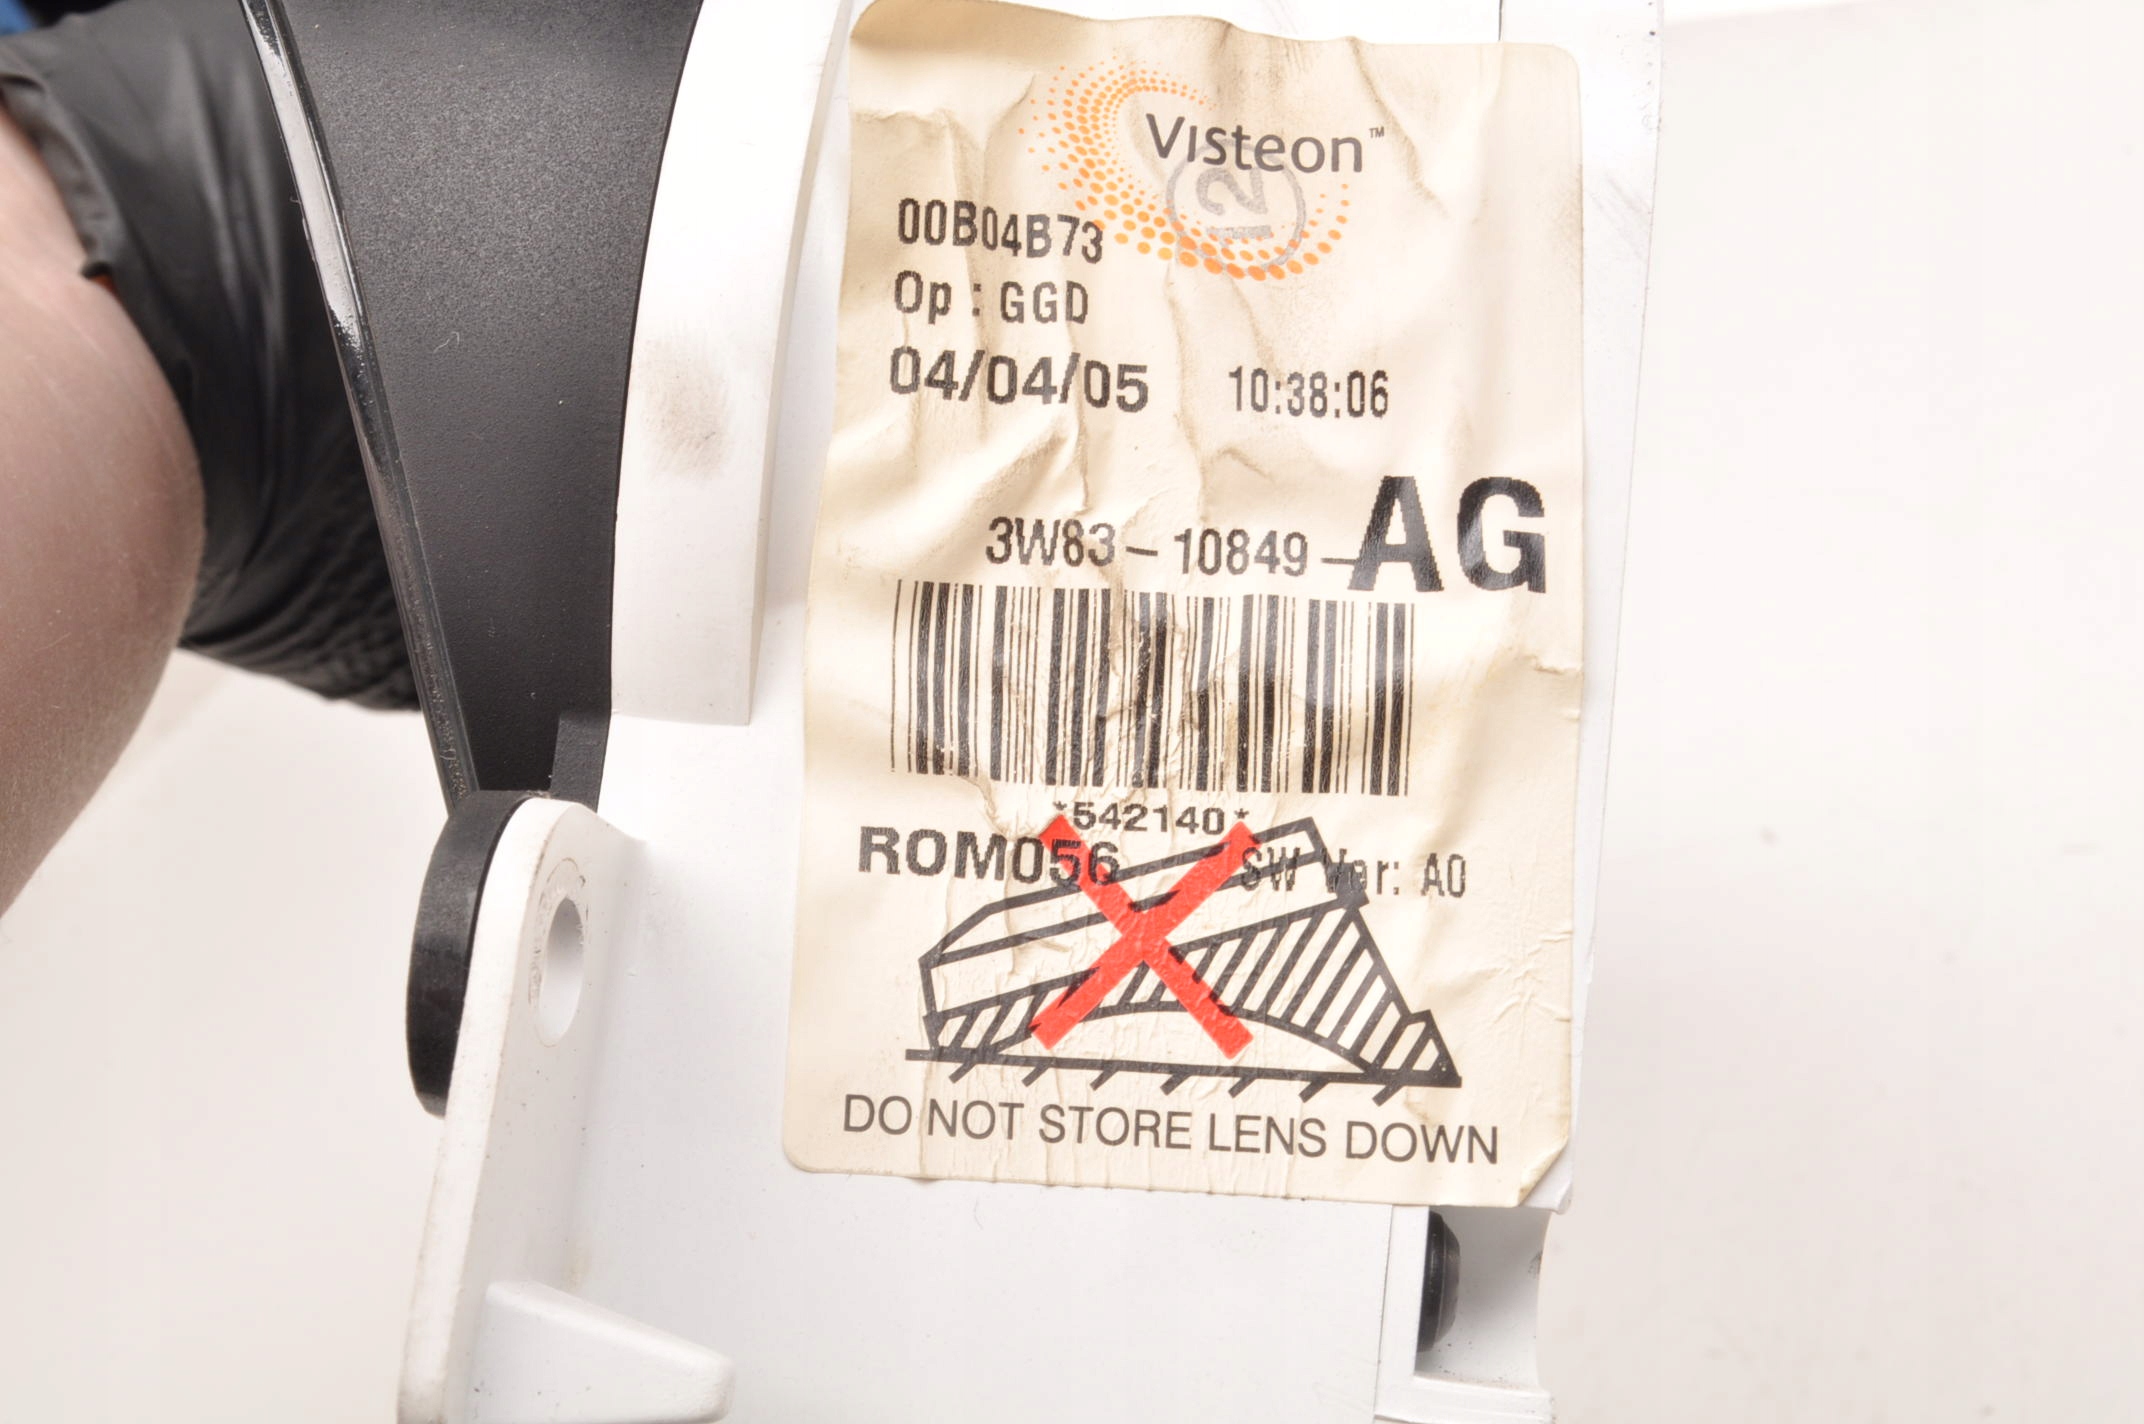 Visteon™
12
00B04B73
Op : GGD
04/04/05 10:38:06
3W83-10849-AG
*542140*
ROM056 SW Ver: A0
DO NOT STORE LENS DOWN